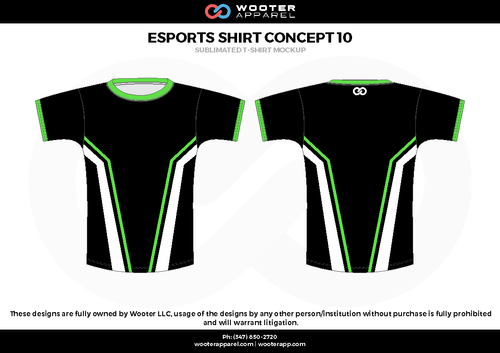 WOOTER
APPAREL
ESPORTS SHIRT CONCEPT 10
SUBLIMATED T-SHIRT MOCKUP
These designs are fully owned by Wooter LLC, usage of the designs by any other person/institution without purchase is fully prohibited
and will warrant litigation.
Ph: (347) 850-2720
wooterapparel.com | wooterapp.com